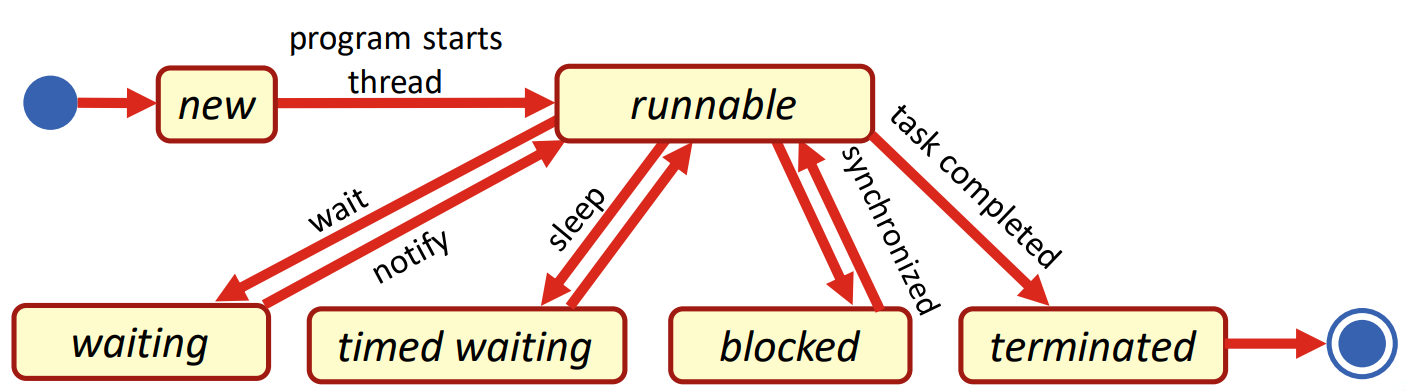 program starts
thread
new
runnable
task completed
synchronized
wait
notify
sleep
waiting
timed waiting
blocked
terminated